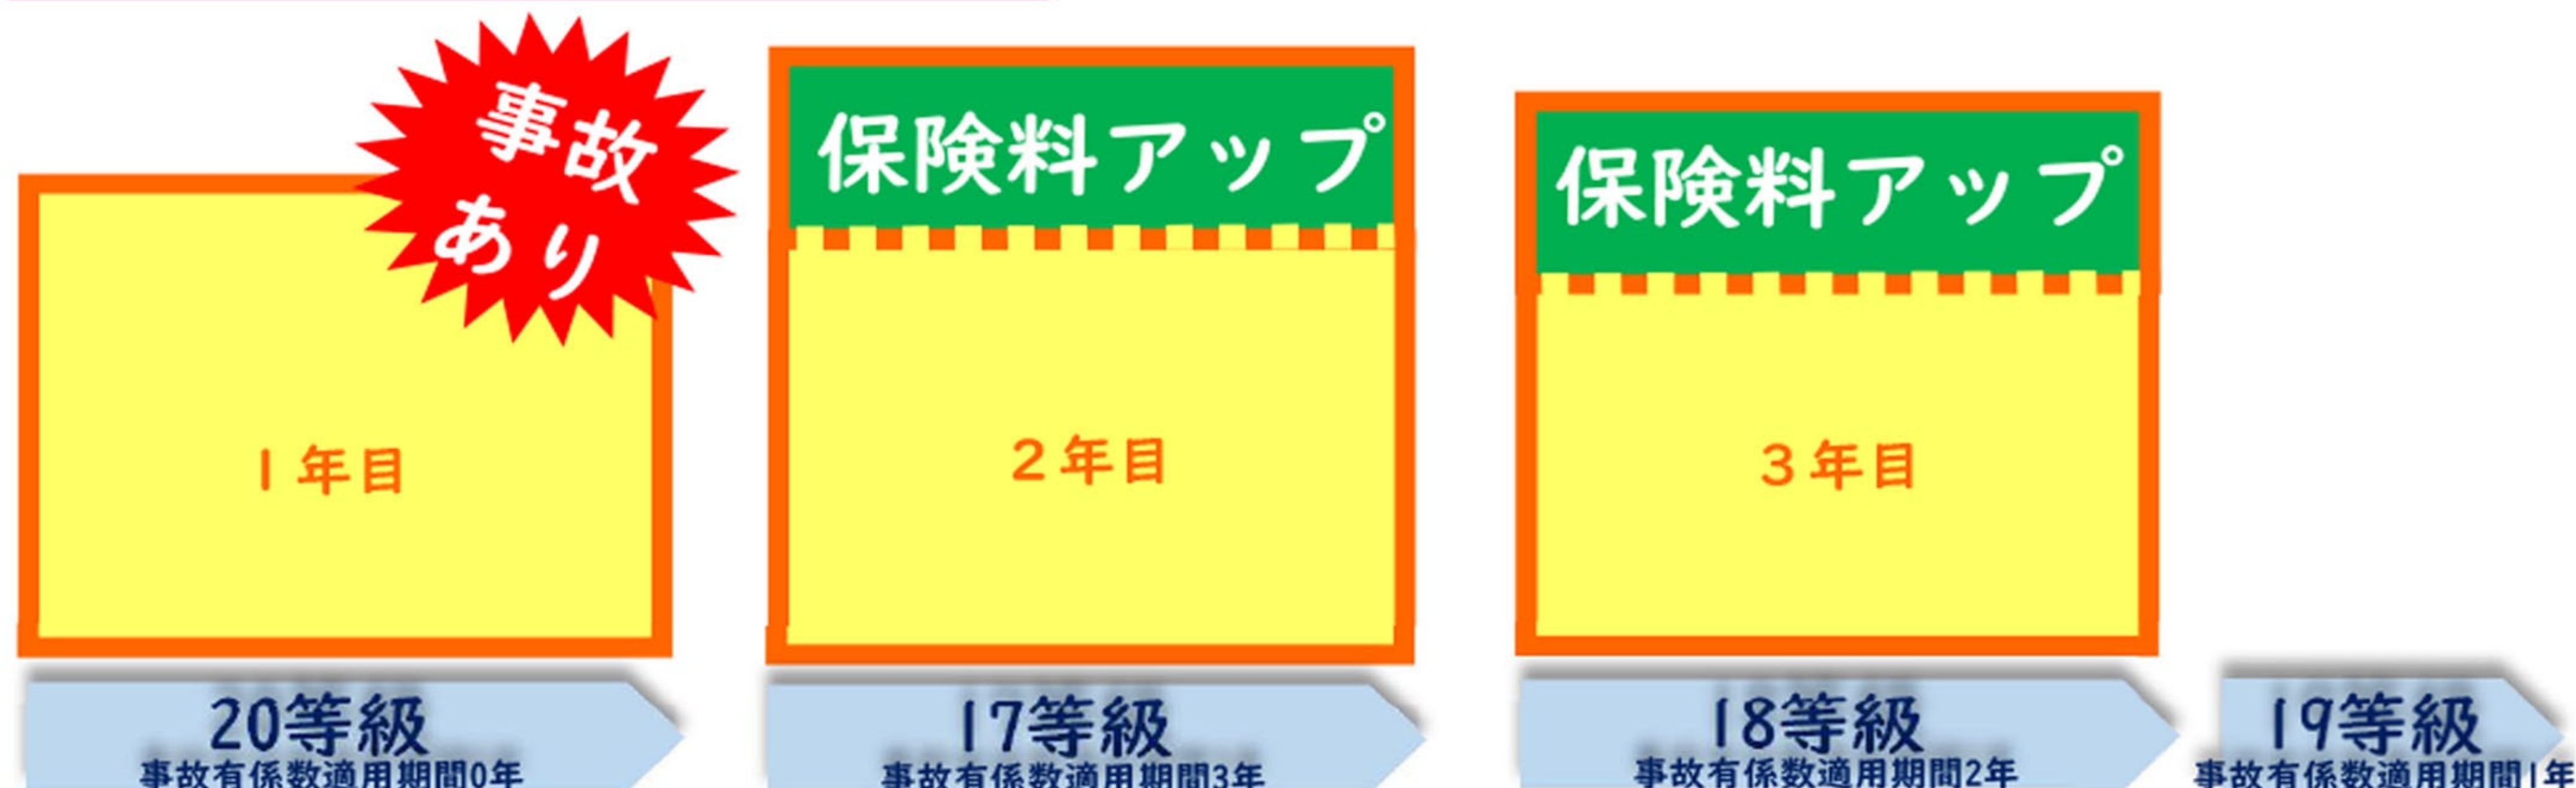 事故
あり
1年目
保険料アップ
2年目
保険料アップ
3年目
20等級
事故有係数適用期間0年
17等級
事故有係数適用期間3年
18等級
事故有係数適用期間2年
19等級
事故有係数適用期間1年